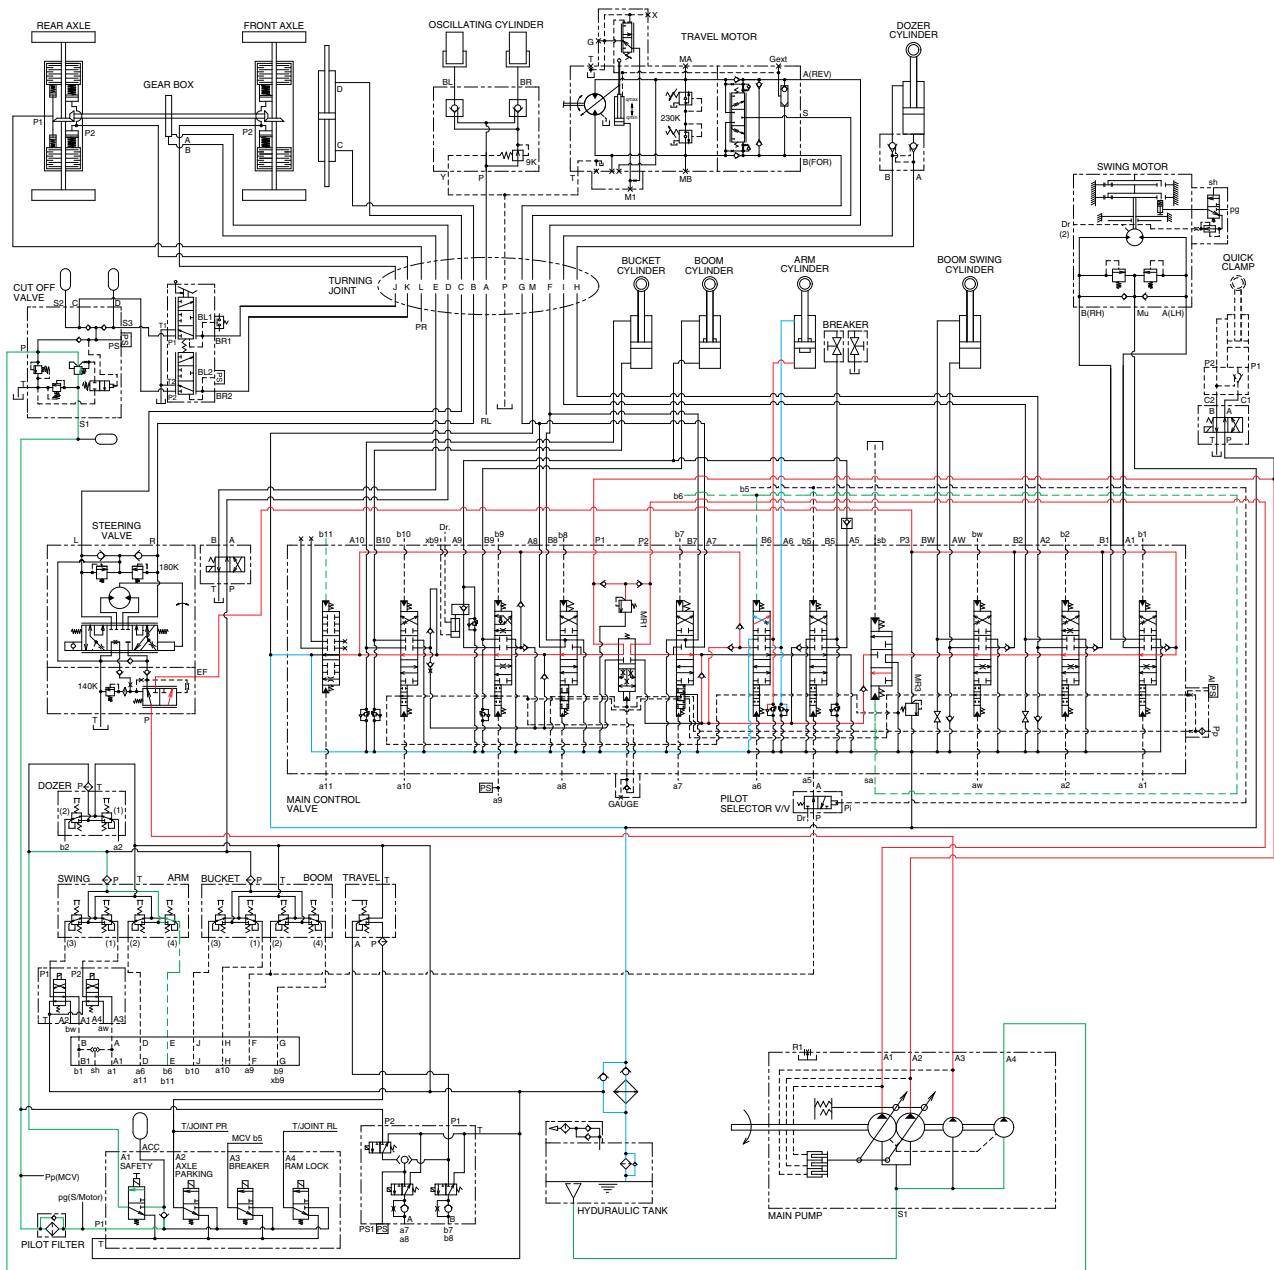 REAR AXLE
FRONT AXLE
GEAR BOX
P1
P2
A
B
P2
D
C
OSCILLATING CYLINDER
BL
BR
9K
Y
P
TRAVEL MOTOR
X
G
T
MA
Gext
A(REV)
qmax
qmin
230K
S
B(FOR)
T
M1
MB
DOZER
CYLINDER
B
A
SWING MOTOR
sh
pg
Dr
(2)
B(RH)
Mu
A(LH)
QUICK
CLAMP
P2
P1
C2
C1
B
A
T
P
TURNING
JOINT
J K L E D C B A P G M F I H
PR
RL
BUCKET
CYLINDER
BOOM
CYLINDER
ARM
CYLINDER
BREAKER
BOOM SWING
CYLINDER
CUT OFF
VALVE
S2
C
D
S3
PS
PS
P
T
S1
T1
P1
BL1
BR1
T2
P2
BL2
PS
BR2
STEERING
VALVE
L
R
180K
EF
140K
T
P
B
A
T
P
b5
b6
b11
A10
B10
b10
xb9
Dr.
A9
B9
b9
A8
B8
b8
P1
P2
b7
B7
A7
B6
A6
b5
B5
A5
sb
P3
BW
AW
bw
B2
A2
b2
B1
A1
b1
MR1
MR3
Pp
a11
MAIN CONTROL
VALVE
a10
PS
a9
a8
GAUGE
a7
a6
a5
PILOT
SELECTOR V/V
A
Pi
Dr
P
sa
aw
a2
a1
DOZER
P
T
(2)
(1)
b2
a2
SWING
P
T
ARM
(3)
(1)
(2)
(4)
BUCKET
P
T
BOOM
(3)
(1)
(2)
(4)
TRAVEL
T
A
P
P1
P2
T
A2
A1
A4
A3
bw
aw
B
A
D
E
J
H
F
G
B1
A1
D
E
J
H
F
G
b1
sh
a1
a6
a11
b6
b11
b10
a10
a9
b9
xb9
ACC
T/JOINT PR
MCV b5
T/JOINT RL
A1
SAFETY
A2
AXLE
PARKING
A3
BREAKER
A4
RAM LOCK
Pp(MCV)
pg(S/Motor)
P1
T
PILOT FILTER
P2
P1
T
PS1
PS
A
B
a7
a8
b7
b8
HYDURAULIC TANK
R1
A1
A2
A3
A4
MAIN PUMP
S1